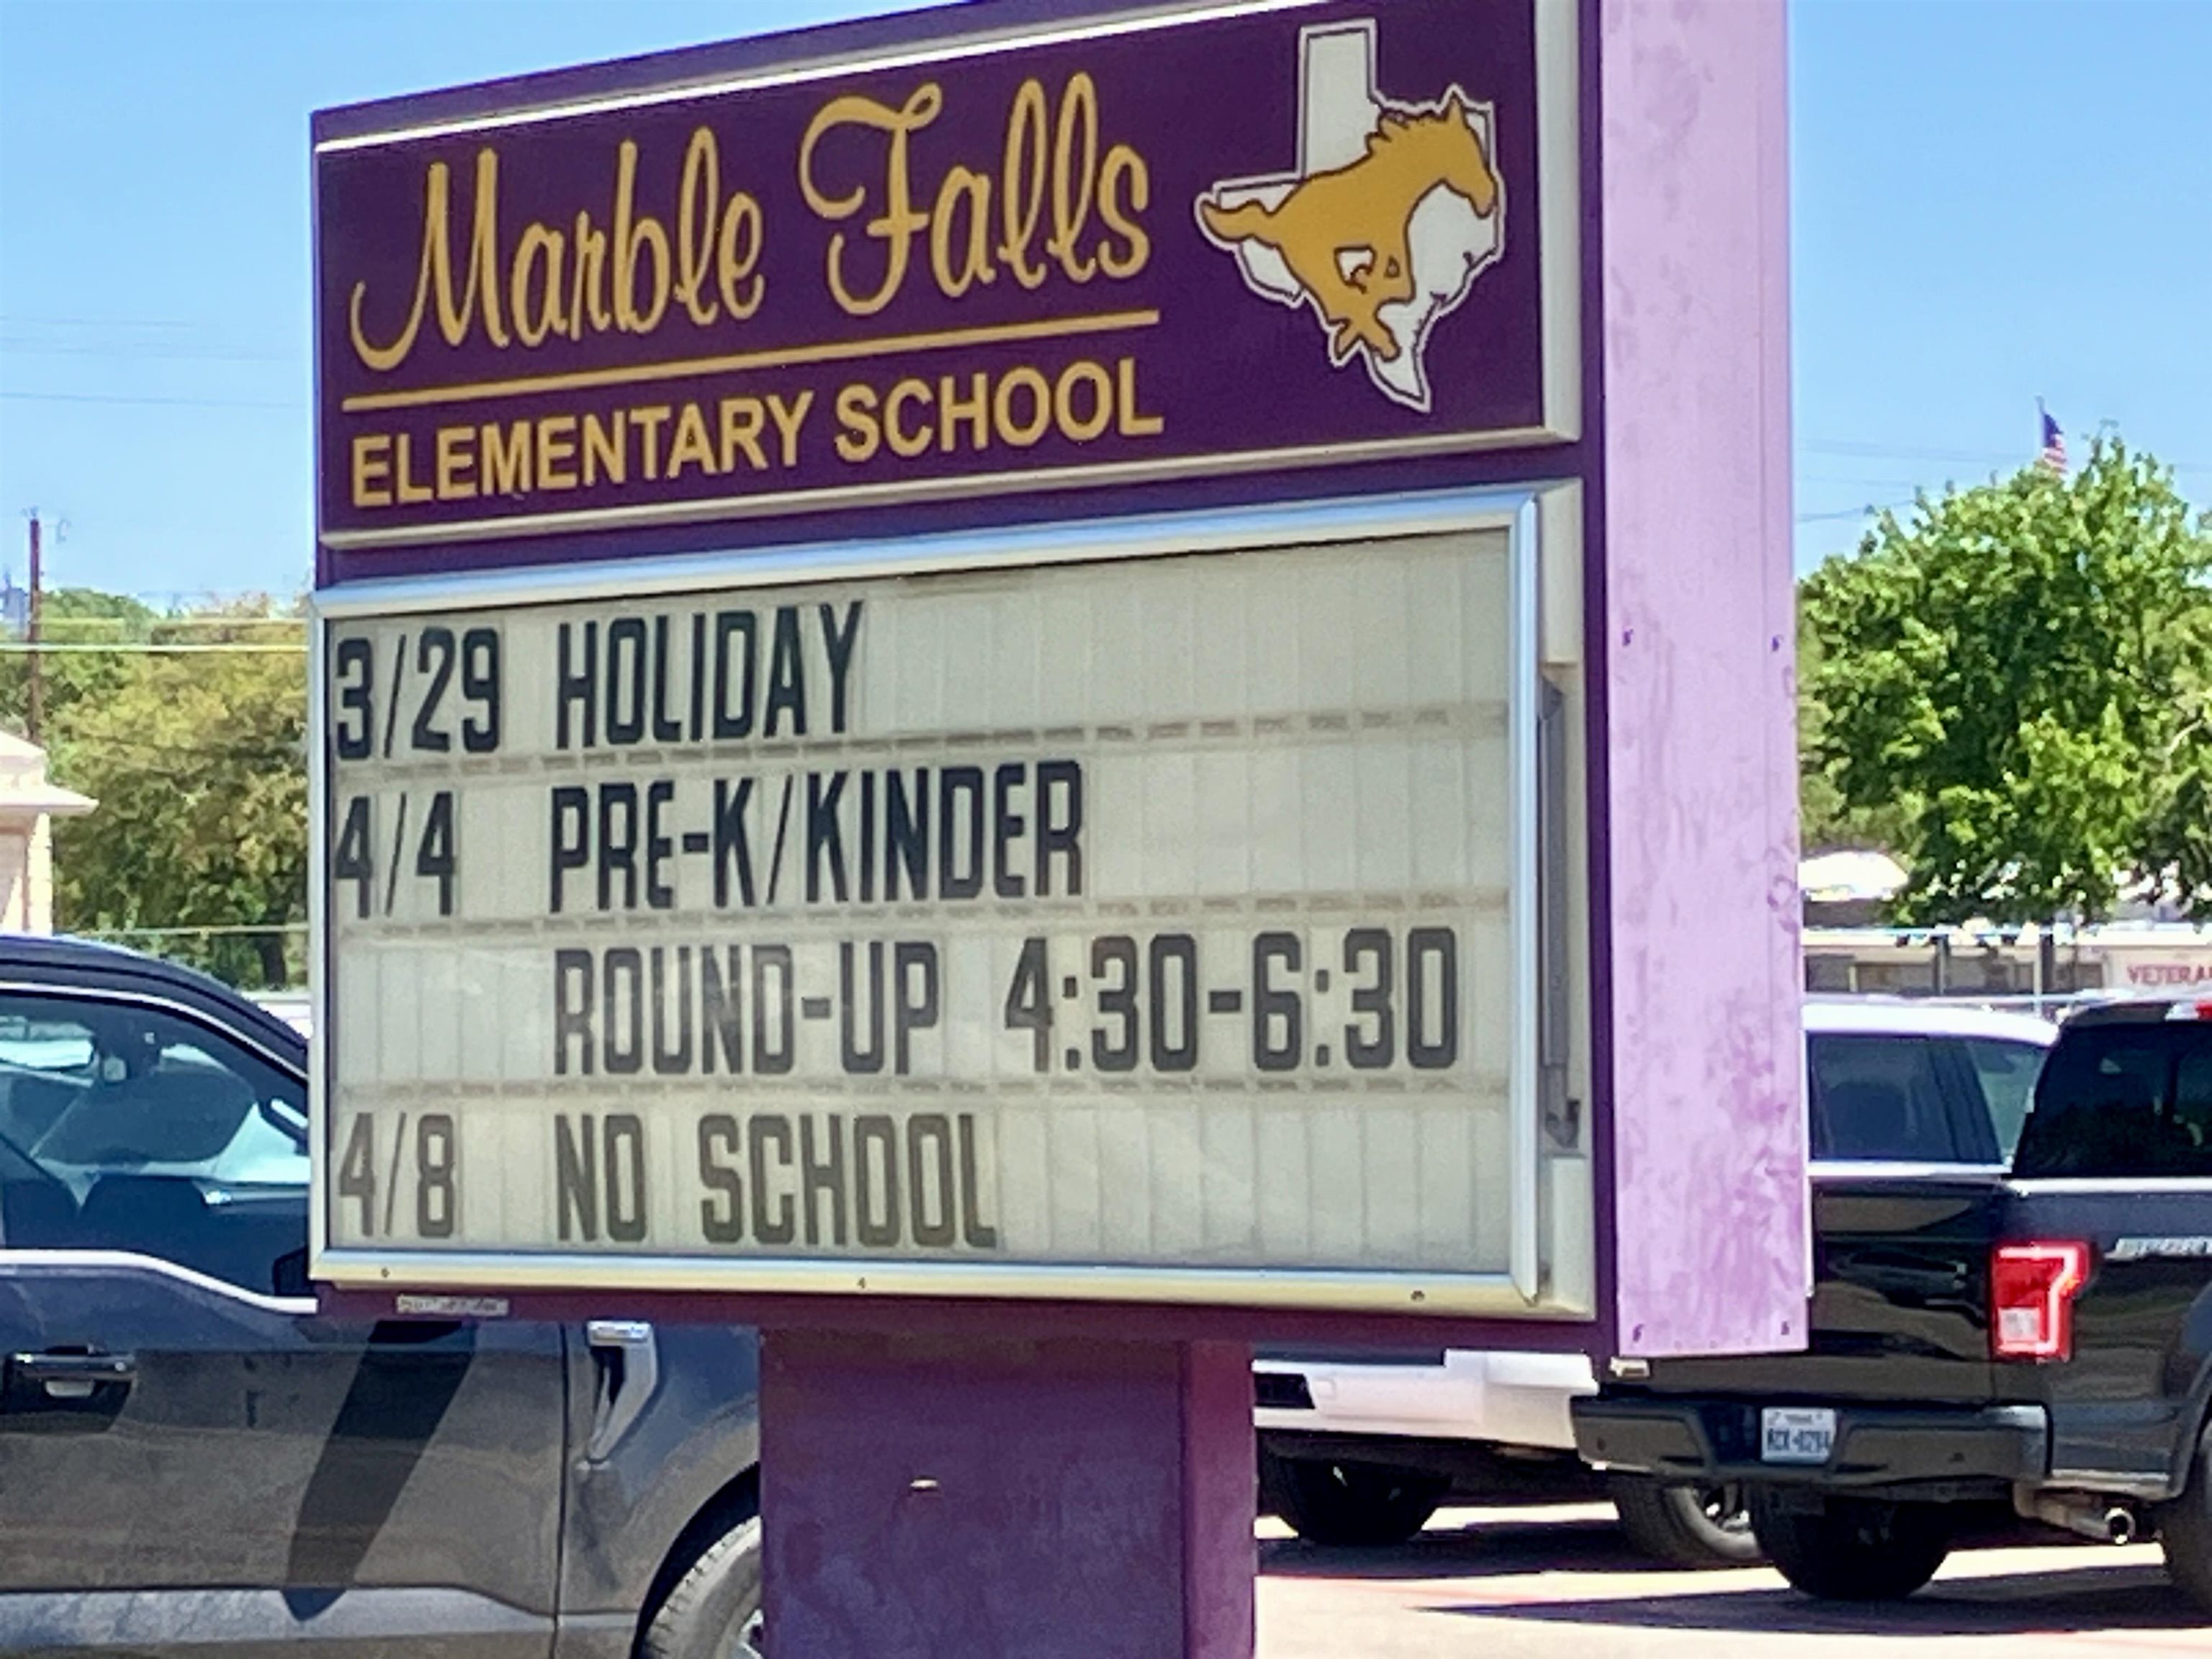 Marble Falls
ELEMENTARY SCHOOL
3/29 HOLIDAY
4/4 PRE-K/KINDER
ROUND-UP 4:30-6:30
4/8 NO SCHOOL